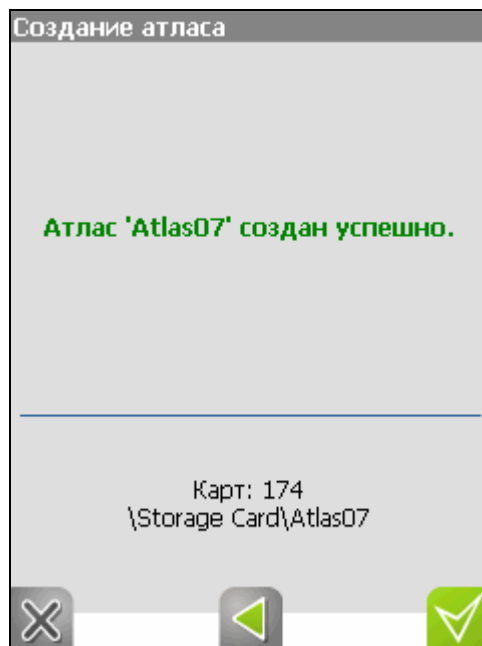 Создание атласа
Атлас 'Atlas07' создан успешно.
Карт: 174
\Storage Card\Atlas07